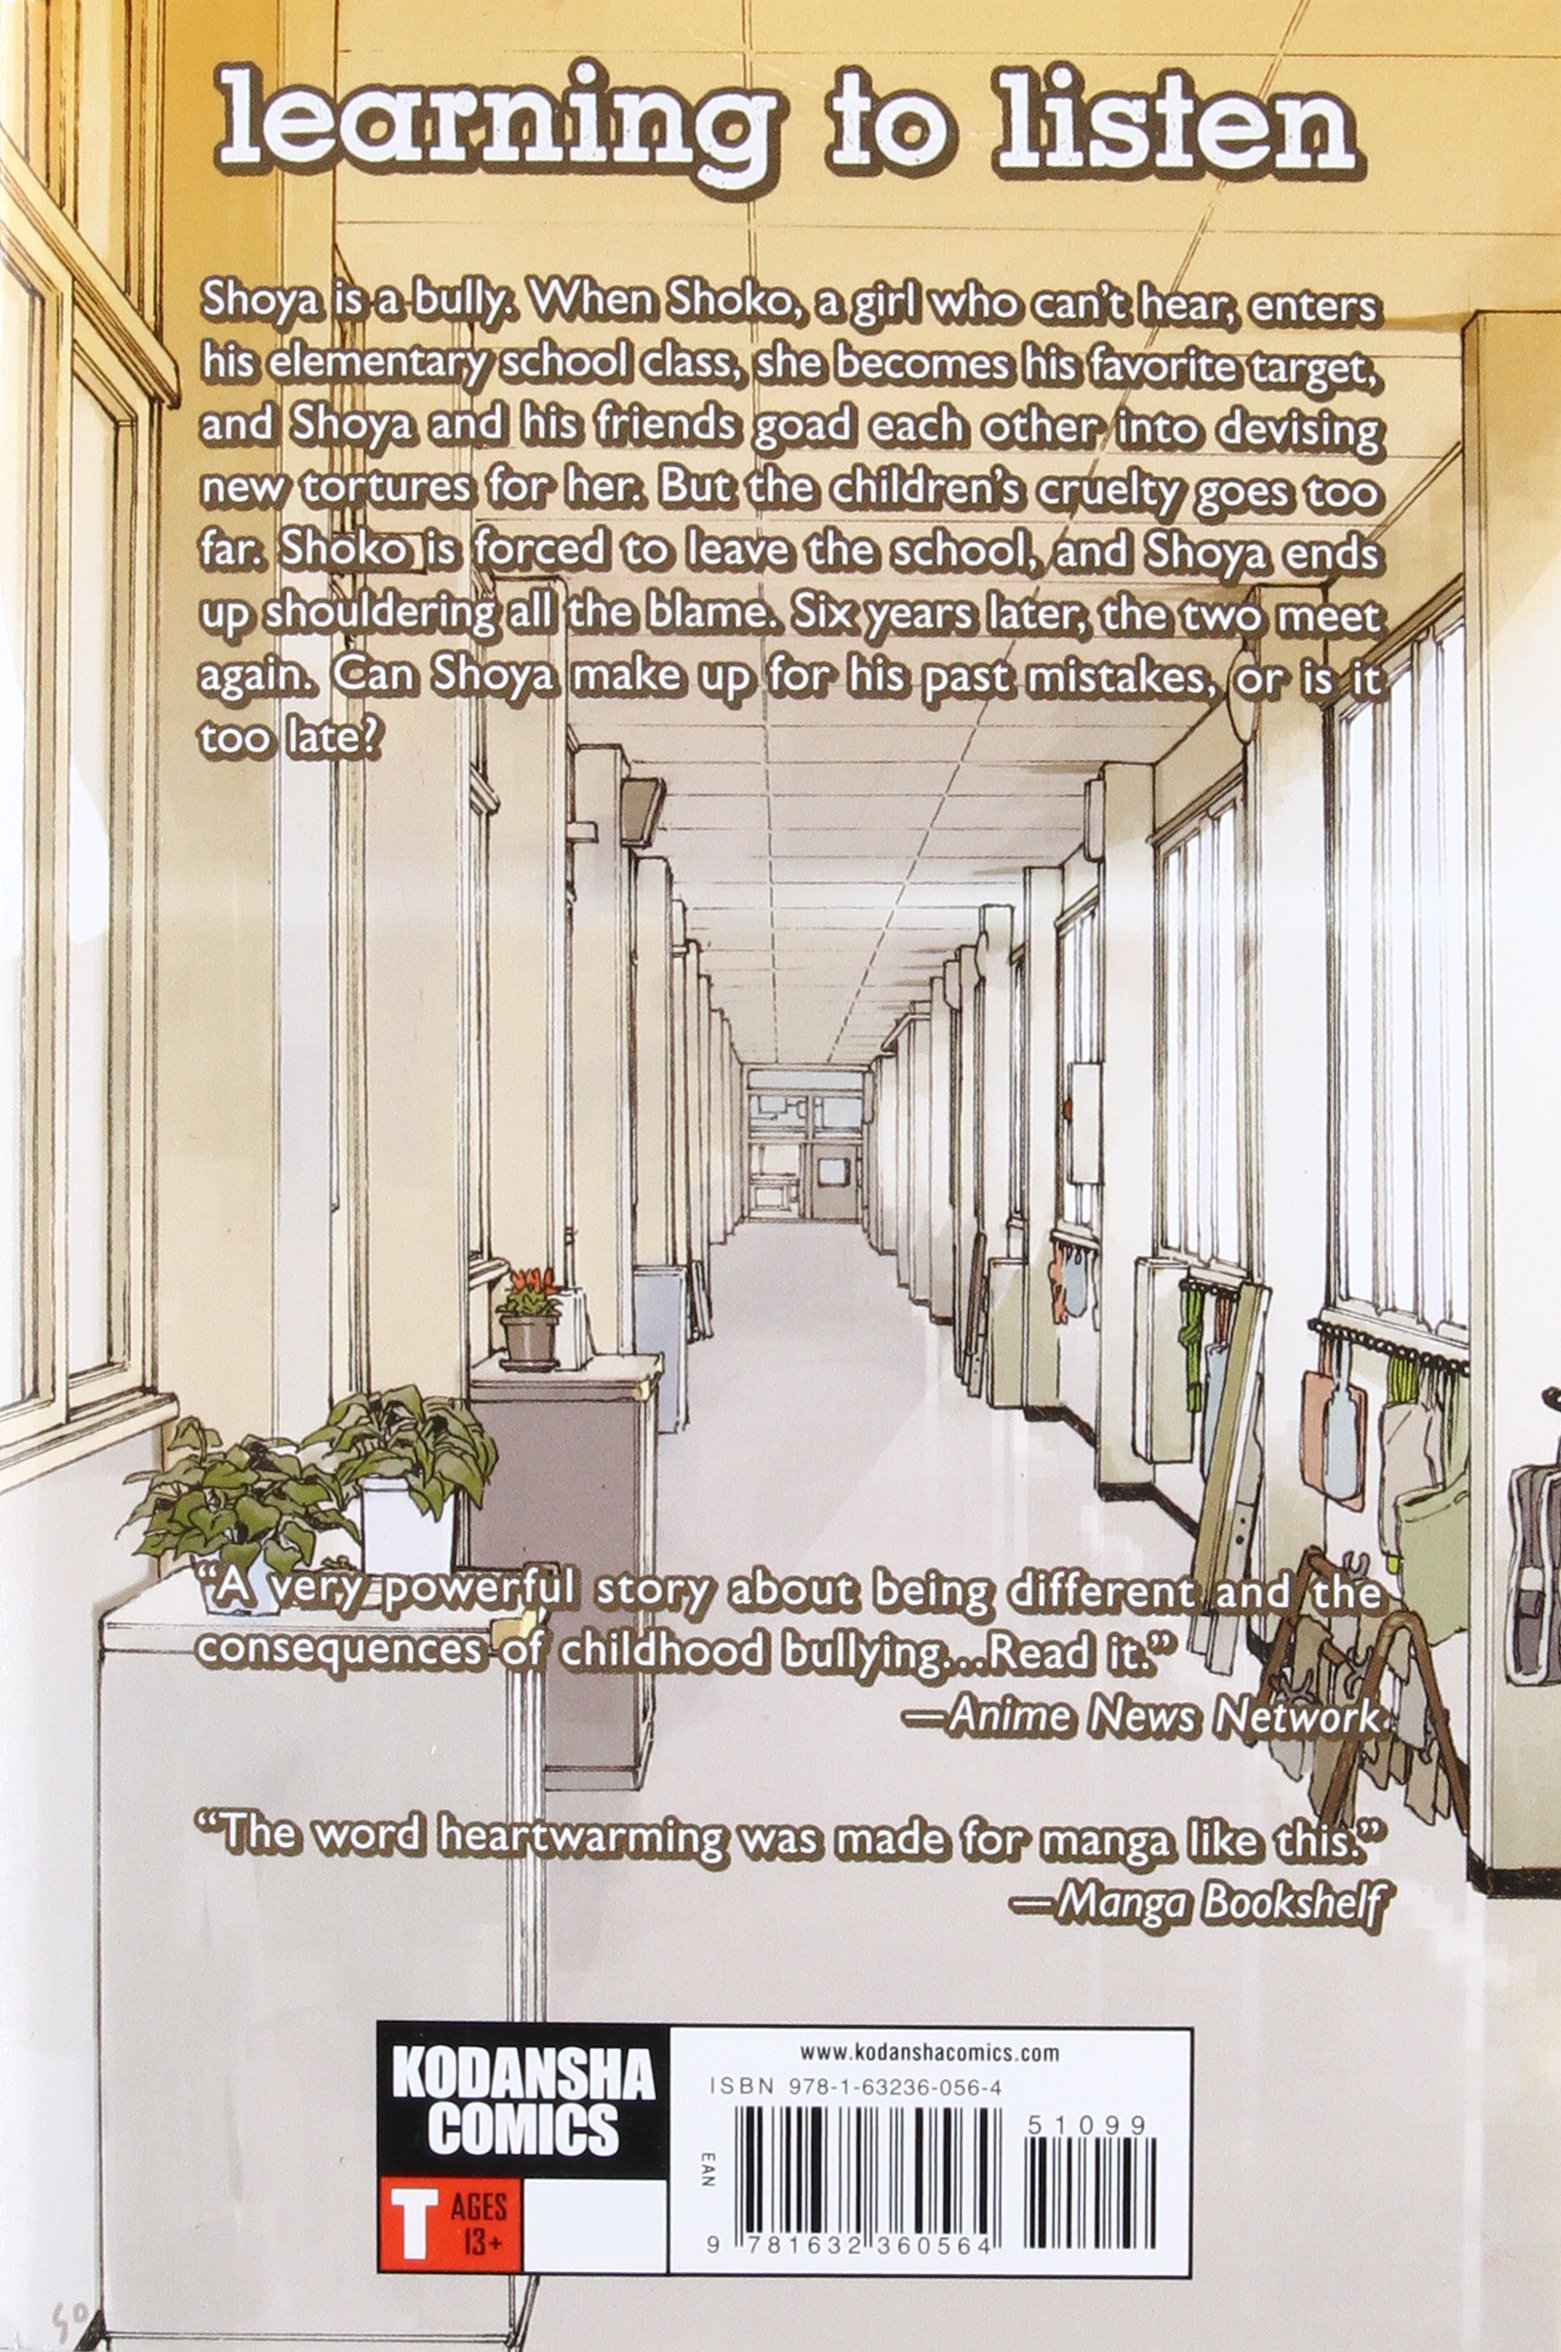 learning to listen
Shoya is a bully. When Shoko, a girl who can't hear, enters
his elementary school class, she becomes his favorite target,
and Shoya and his friends goad each other into devising
new tortures for her. But the children's cruelty goes too
far. Shoko is forced to leave the school, and Shoya ends
up shouldering all the blame. Six years later, the two meet
again. Can Shoya make up for his past mistakes, or is it
too late?
“A very powerful story about being different and the
consequences of childhood bullying...Read it.”
—Anime News Network
“The word heartwarming was made for manga like this.”
—Manga Bookshelf
KODANSHA
COMICS
T AGES
13+
www.kodanshacomics.com
ISBN 978-1-63236-056-4
51099
EAN
9 781632 360564